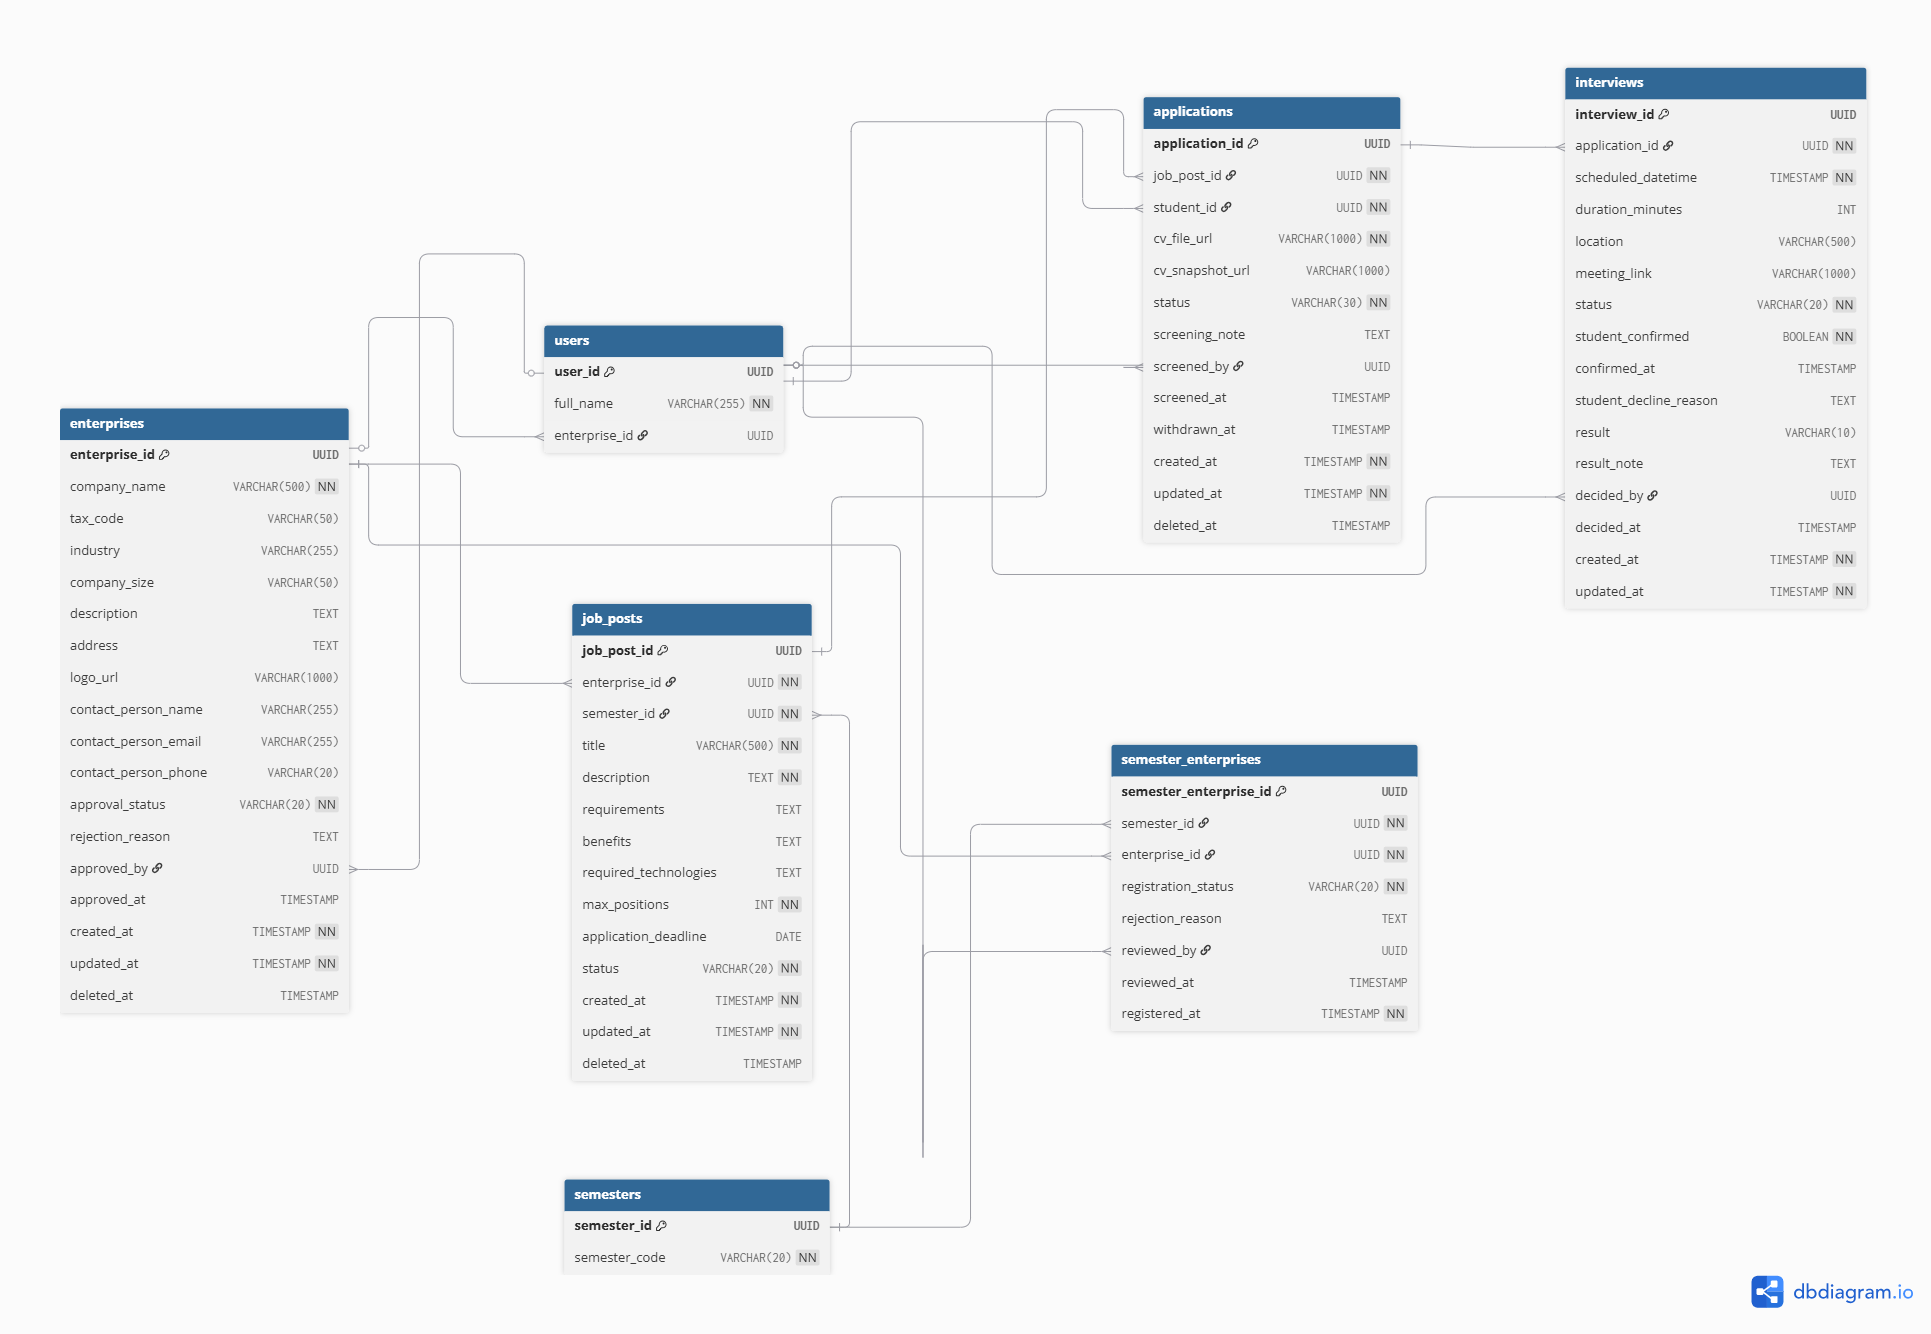 enterprises
enterprise_id UUID
company_name VARCHAR(500) NN
tax_code VARCHAR(50)
industry VARCHAR(255)
company_size VARCHAR(50)
description TEXT
address TEXT
logo_url VARCHAR(1000)
contact_person_name VARCHAR(255)
contact_person_email VARCHAR(255)
contact_person_phone VARCHAR(20)
approval_status VARCHAR(20) NN
rejection_reason TEXT
approved_by UUID
approved_at TIMESTAMP
created_at TIMESTAMP NN
updated_at TIMESTAMP NN
deleted_at TIMESTAMP
users
user_id UUID
full_name VARCHAR(255) NN
enterprise_id UUID
job_posts
job_post_id UUID
enterprise_id UUID NN
semester_id UUID NN
title VARCHAR(500) NN
description TEXT NN
requirements TEXT
benefits TEXT
required_technologies TEXT
max_positions INT NN
application_deadline DATE
status VARCHAR(20) NN
created_at TIMESTAMP NN
updated_at TIMESTAMP NN
deleted_at TIMESTAMP
semesters
semester_id UUID
semester_code VARCHAR(20) NN
applications
application_id UUID
job_post_id UUID NN
student_id UUID NN
cv_file_url VARCHAR(1000) NN
cv_snapshot_url VARCHAR(1000)
status VARCHAR(30) NN
screening_note TEXT
screened_by UUID
screened_at TIMESTAMP
withdrawn_at TIMESTAMP
created_at TIMESTAMP NN
updated_at TIMESTAMP NN
deleted_at TIMESTAMP
semester_enterprises
semester_enterprise_id UUID
semester_id UUID NN
enterprise_id UUID NN
registration_status VARCHAR(20) NN
rejection_reason TEXT
reviewed_by UUID
reviewed_at TIMESTAMP
registered_at TIMESTAMP NN
interviews
interview_id UUID
application_id UUID NN
scheduled_datetime TIMESTAMP NN
duration_minutes INT
location VARCHAR(500)
meeting_link VARCHAR(1000)
status VARCHAR(20) NN
student_confirmed BOOLEAN NN
confirmed_at TIMESTAMP
student_decline_reason TEXT
result VARCHAR(10)
result_note TEXT
decided_by UUID
decided_at TIMESTAMP
created_at TIMESTAMP NN
updated_at TIMESTAMP NN
dbdiagram.io